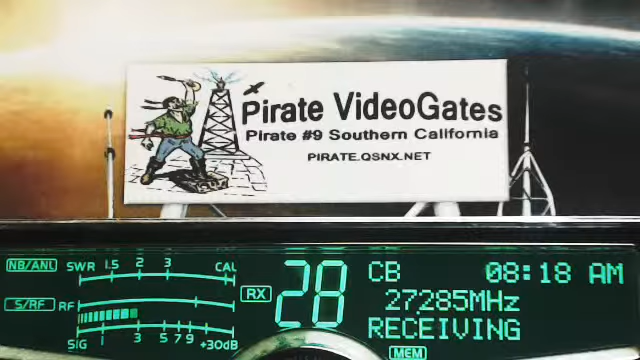 Pirate VideoGates
Pirate #9 Southern California
PIRATE.QSNX.NET
NB/ANL SWR 1.5 2 3 CAL
S/RF RF
SIG 1 3 5 7 9 +30dB
RX 28
CB 08:18 AM
27285MHz
RECEIVING
MEM